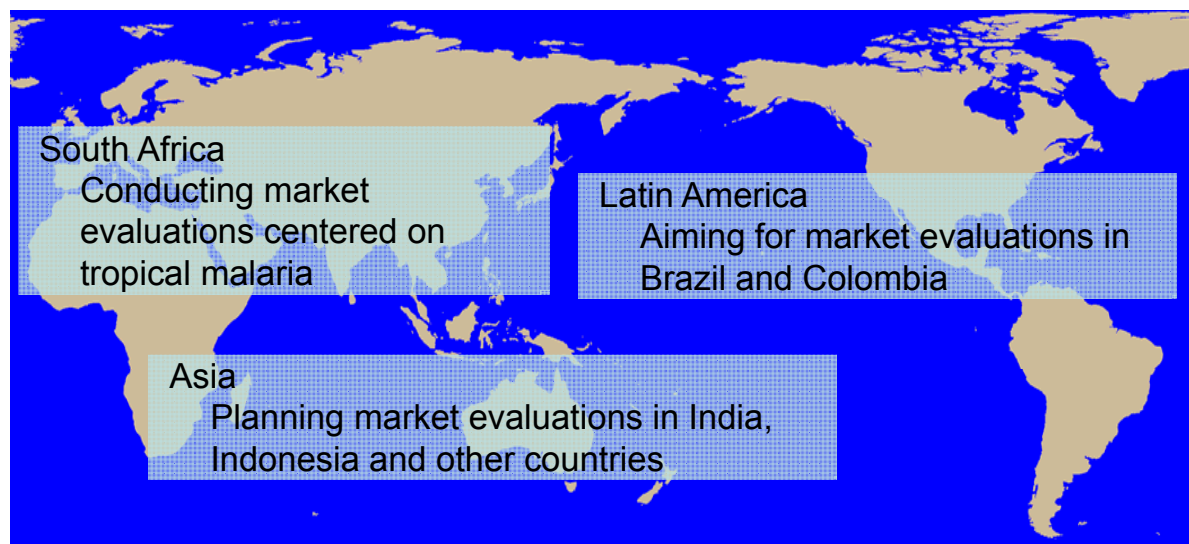 South Africa
Conducting market
evaluations centered on
tropical malaria
Latin America
Aiming for market evaluations in
Brazil and Colombia
Asia
Planning market evaluations in India,
Indonesia and other countries